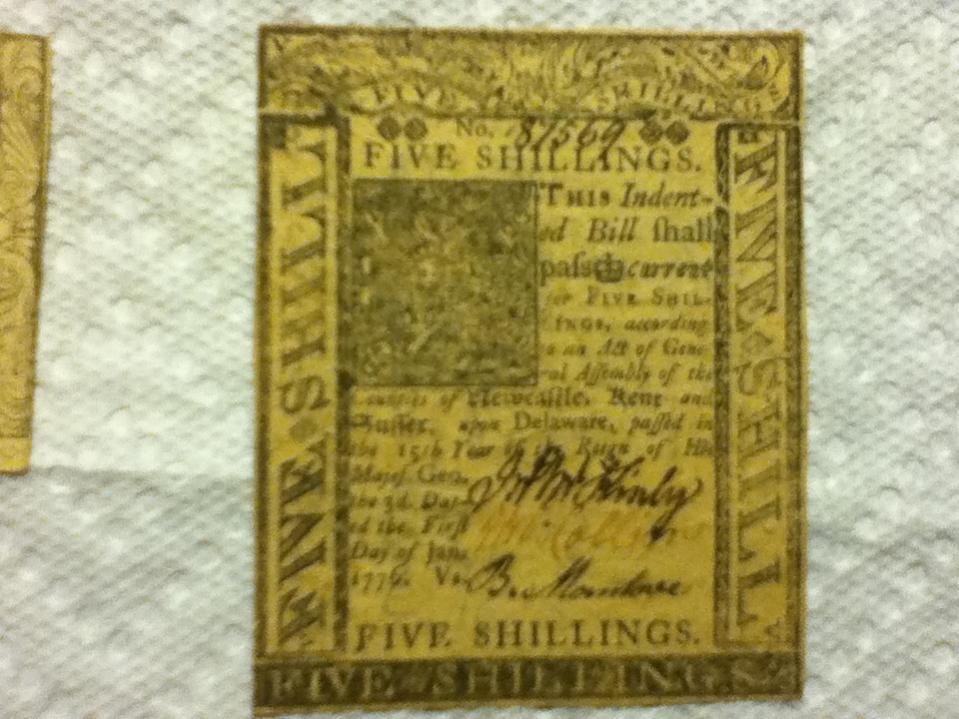 FIVE SHILLINGS
No. 81569
FIVE SHILLINGS.
THIS Indent-
ed Bill ſhall
paſs current
for FIVE SHIL-
LINGS, according
to an Act of Gene-
ral Aſſembly of the
Counties of Newcaſtle, Kent and
Suſſex, upon Delaware, paſſed in
the 15th Year of the Reign of His
Majeſ. Geo.
the 3d. Dat-
ed the Firſt
Day of Jan.
1776.
FIVE SHILLINGS.
FIVE SHILLINGS
FIVE SHILL
FIVE SHILL